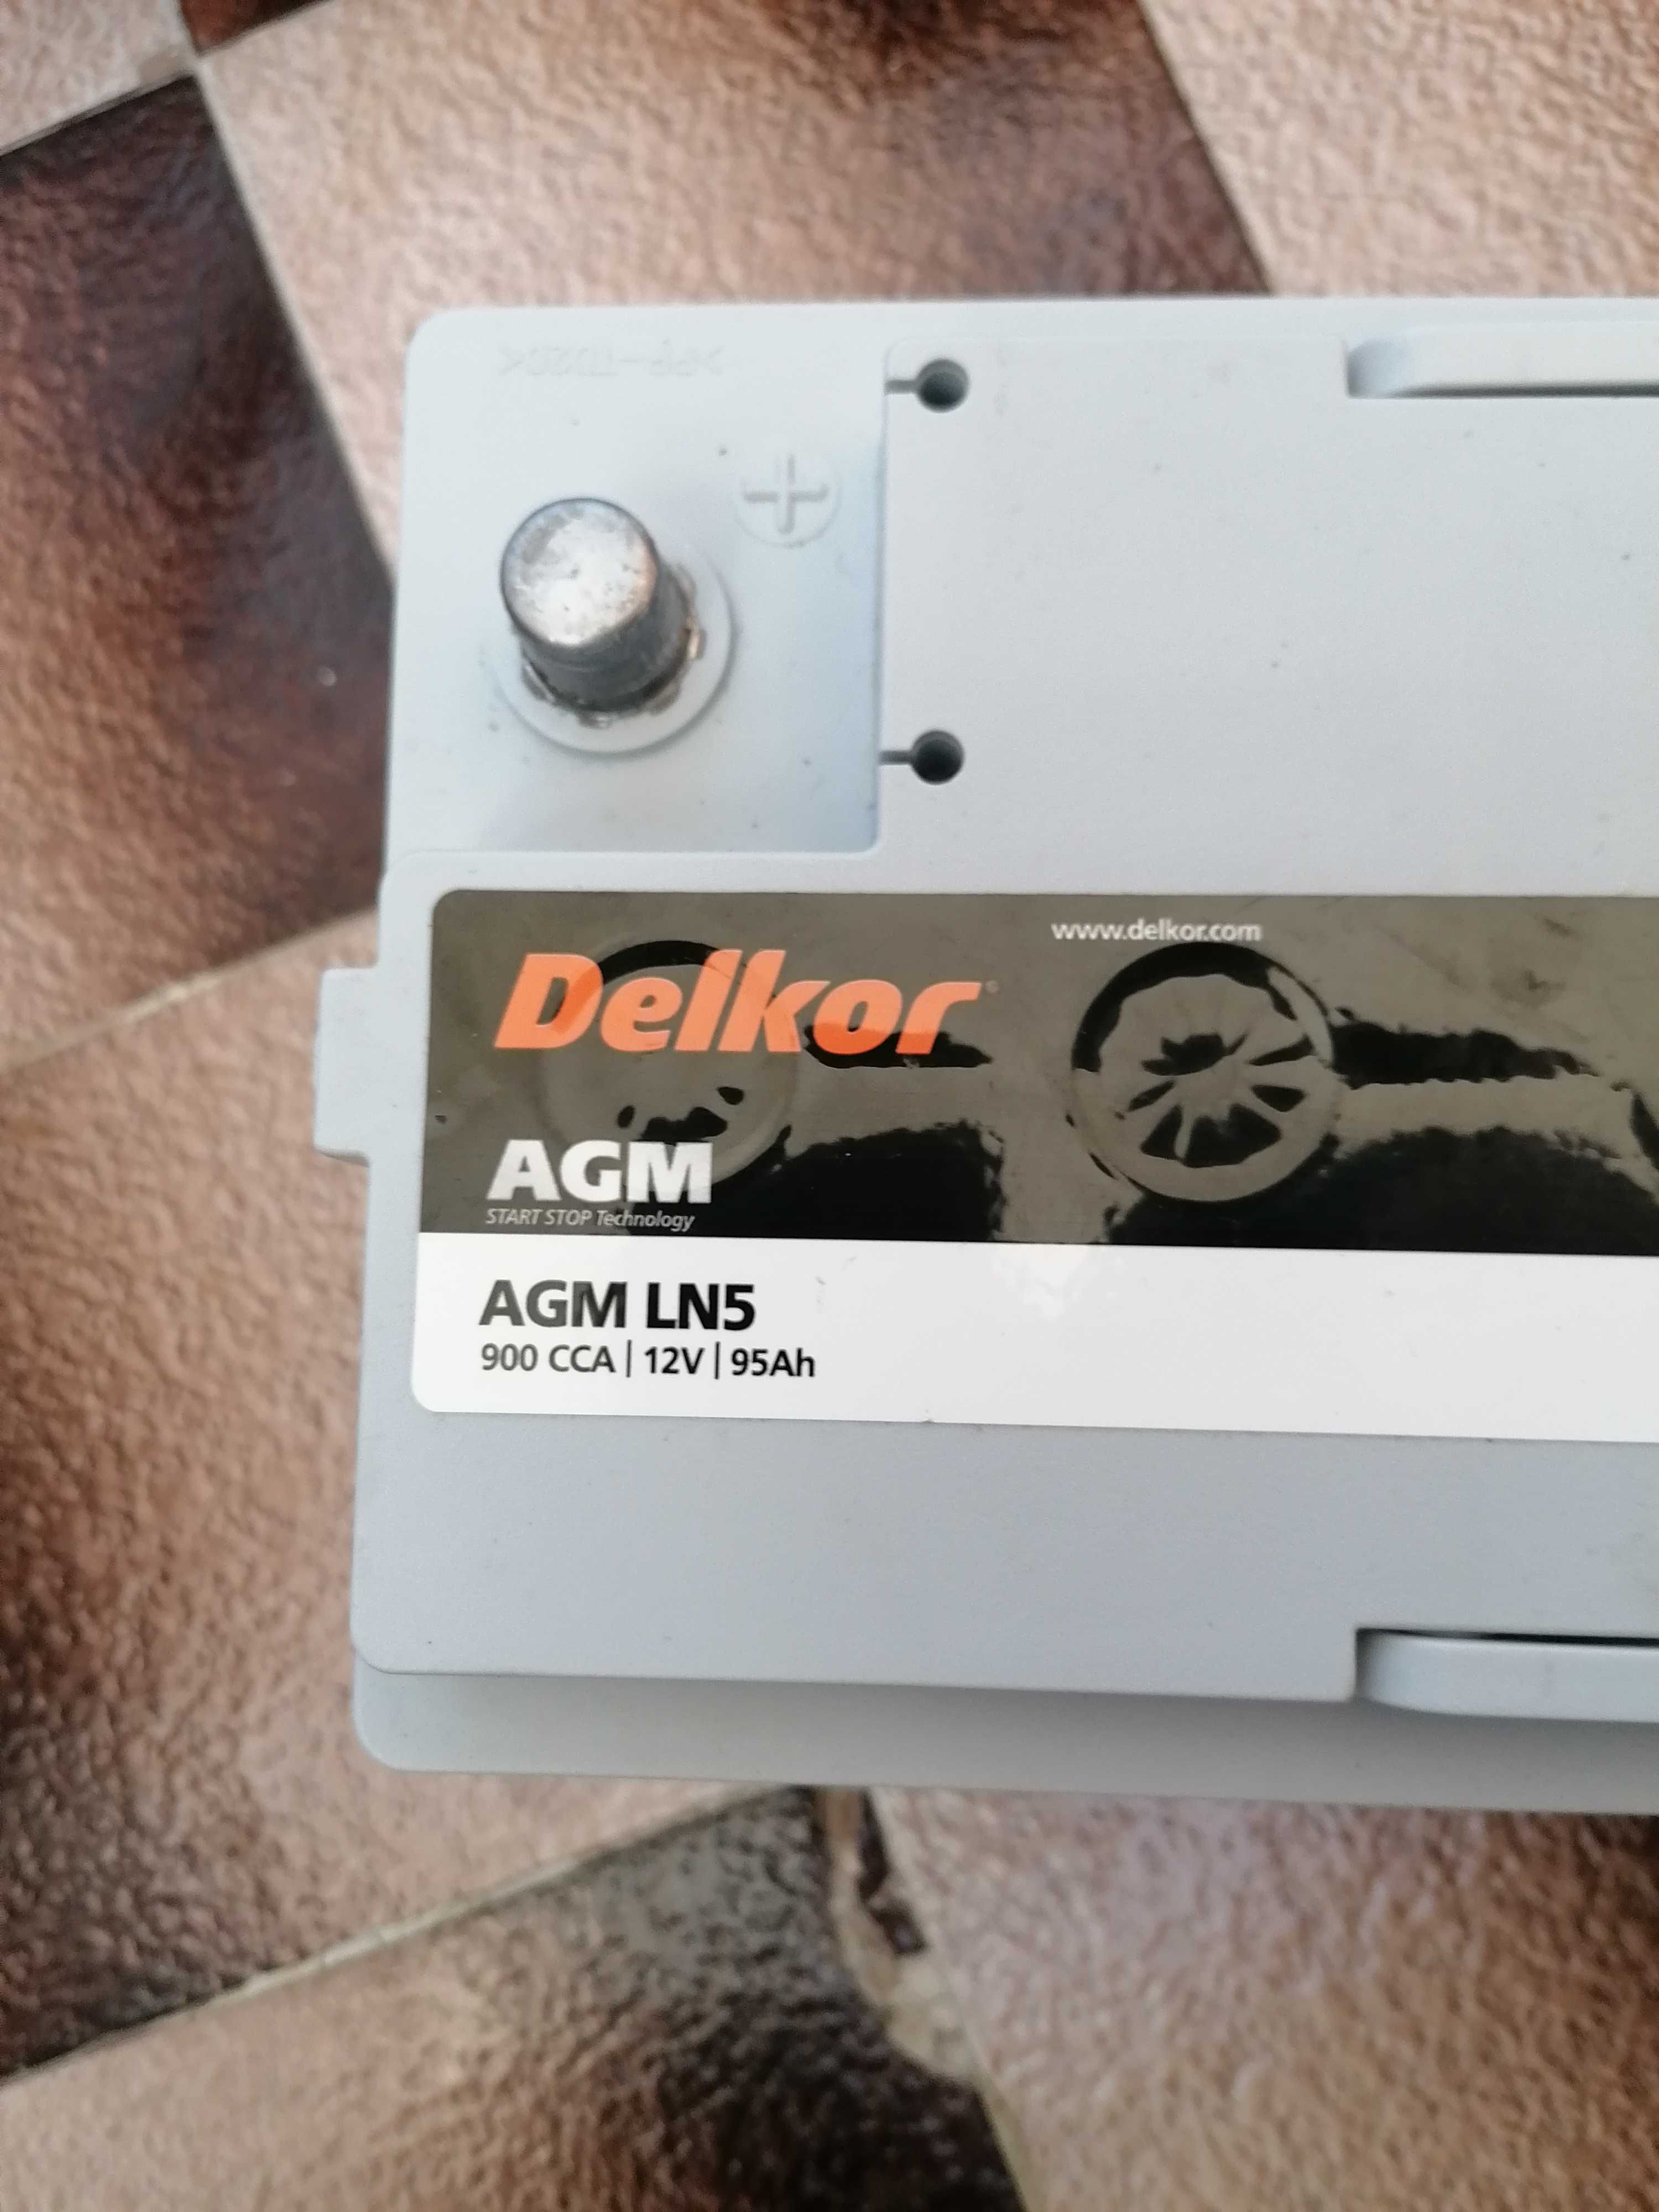 +
www.delkor.com
Delkor
AGM
START STOP Technology
AGM LN5
900 CCA | 12V | 95Ah